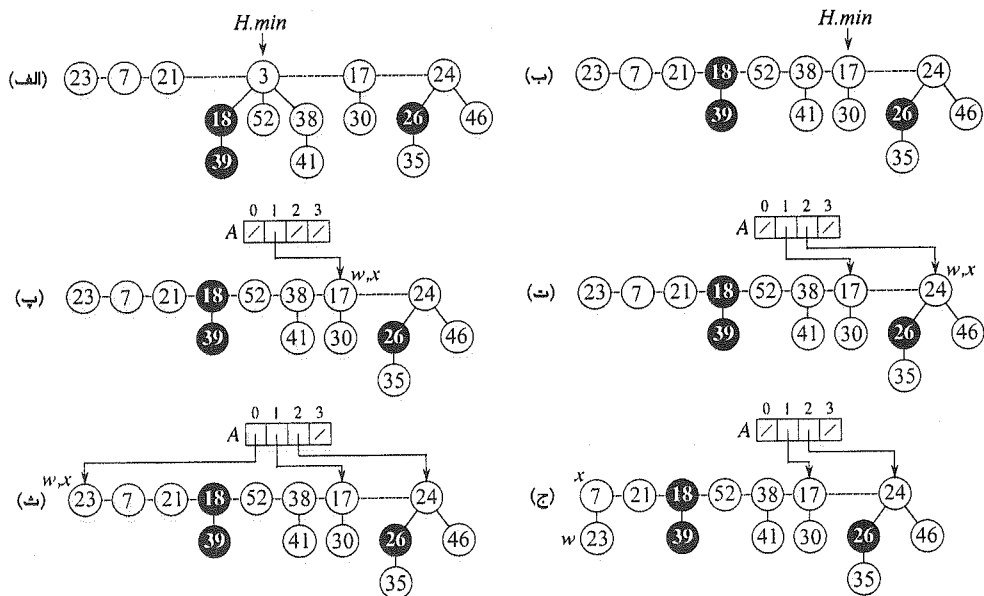 H.min
(الف) 23 7 21 3 17 24
18 52 38 30 26 46
39 41 35
H.min
(ب) 23 7 21 18 52 38 17 24
39 41 30 26 46
35
0 1 2 3
A
w,x
(پ) 23 7 21 18 52 38 17 24
39 41 30 26 46
35
0 1 2 3
A
w,x
(ت) 23 7 21 18 52 38 17 24
39 41 30 26 46
35
0 1 2 3
A
w,x
(ث) 23 7 21 18 52 38 17 24
39 41 30 26 46
35
0 1 2 3
A
x
(ج) 7 21 18 52 38 17 24
w 23 39 41 30 26 46
35